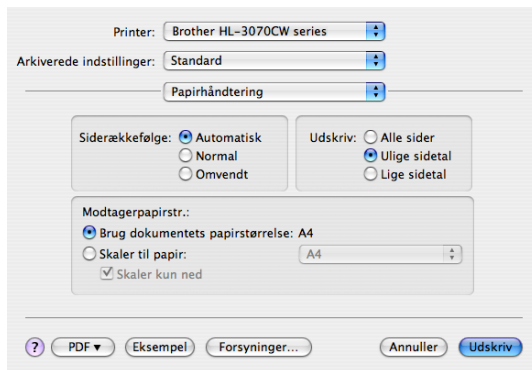 Printer: Brother HL-3070CW series
Arkiverede indstillinger: Standard
Papirhåndtering
Siderækkefølge: Automatisk
Normal
Omvendt
Udskriv: Alle sider
Ulige sidetal
Lige sidetal
Modtagerpapirstr.:
Brug dokumentets papirstørrelse: A4
Skaler til papir: A4
Skaler kun ned
? PDF▼ Eksempel Forsyninger... Annuller Udskriv